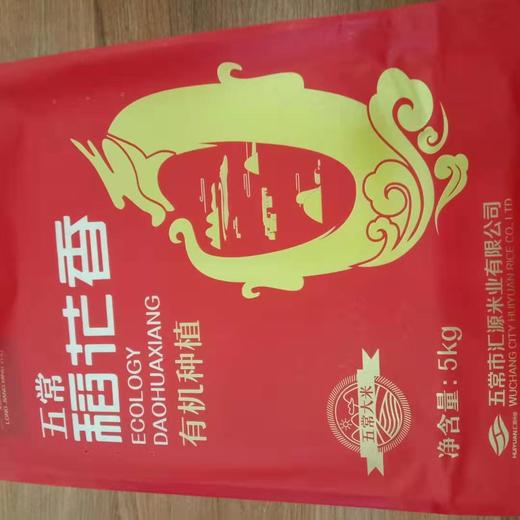 五常
稻花香
ECOLOGY
DAOHUAXIANG
有机种植
五常大米
净含量：5kg
五常市汇源米业有限公司
WUCHANG CITY HUIYUAN RICE CO., LTD